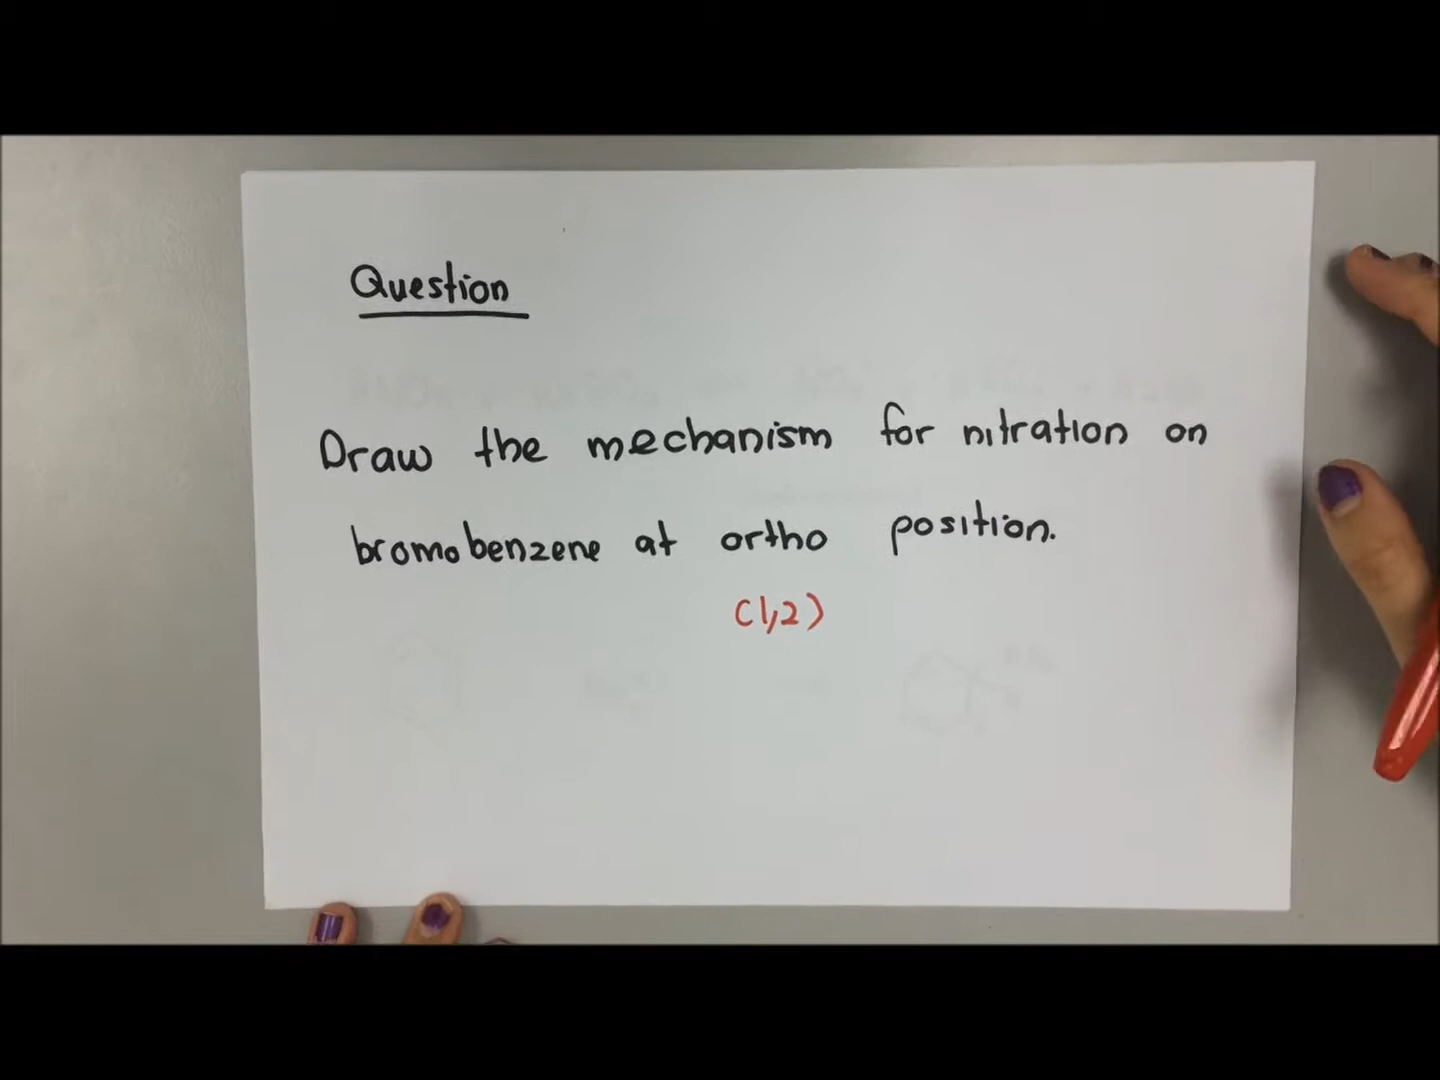 Question
Draw the mechanism for nitration on
bromobenzene at ortho position.
(1,2)